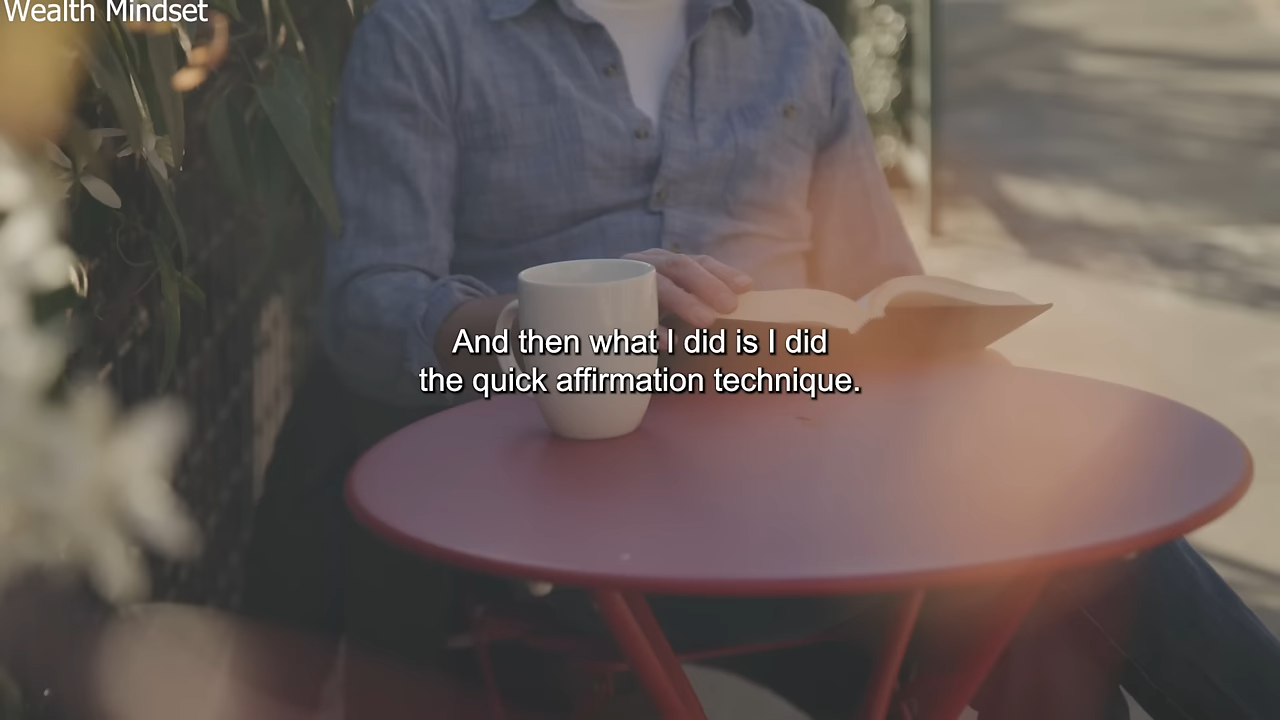 Wealth Mindset
And then what I did is I did
the quick affirmation technique.